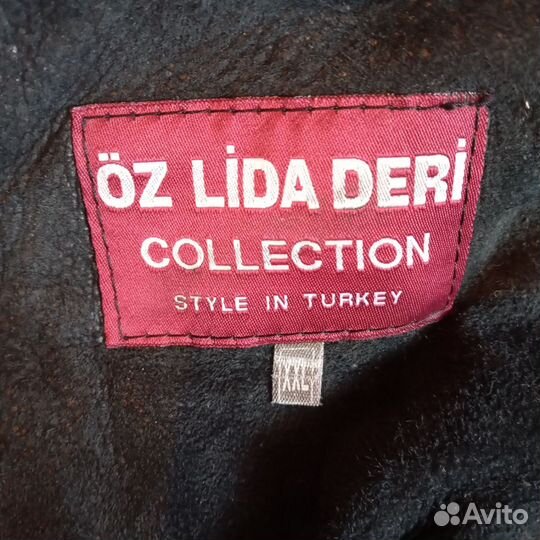 ÖZ LİDA DERİ
COLLECTION
STYLE IN TURKEY
XXL
Avito